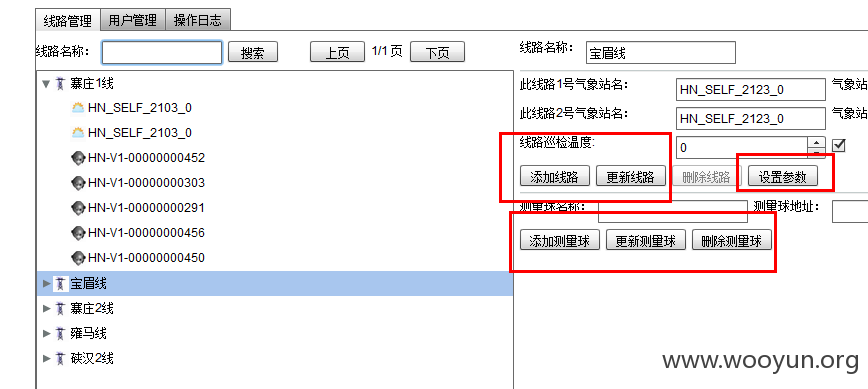 线路管理 用户管理 操作日志
线路名称: 搜索 上页 1/1 页 下页 线路名称: 宝眉线
寨庄1线 此线路1号气象站名: HN_SELF_2123_0 气象站
HN_SELF_2103_0 此线路2号气象站名: HN_SELF_2123_0 气象站
HN_SELF_2103_0
HN-V1-00000000452 线路巡检温度: 0
HN-V1-00000000303 添加线路 更新线路 删除线路 设置参数
HN-V1-00000000291 测量球名称: 测量球地址:
HN-V1-00000000456 添加测量球 更新测量球 删除测量球
HN-V1-00000000450
宝眉线
寨庄2线
雍马线
硖汉2线
www.wooyun.org